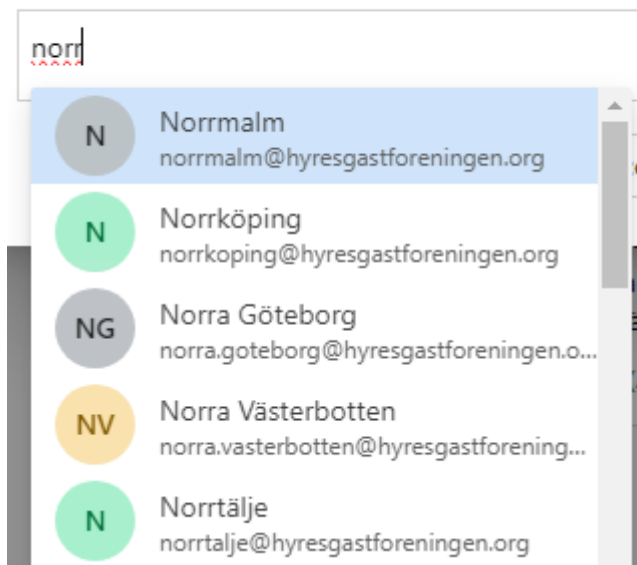 norr
N
Norrmalm
norrmalm@hyresgastforeningen.org
N
Norrköping
norrkoping@hyresgastforeningen.org
NG
Norra Göteborg
norra.goteborg@hyresgastforeningen.o...
NV
Norra Västerbotten
norra.vasterbotten@hyresgastforening...
N
Norrtälje
norrtalje@hyresgastforeningen.org